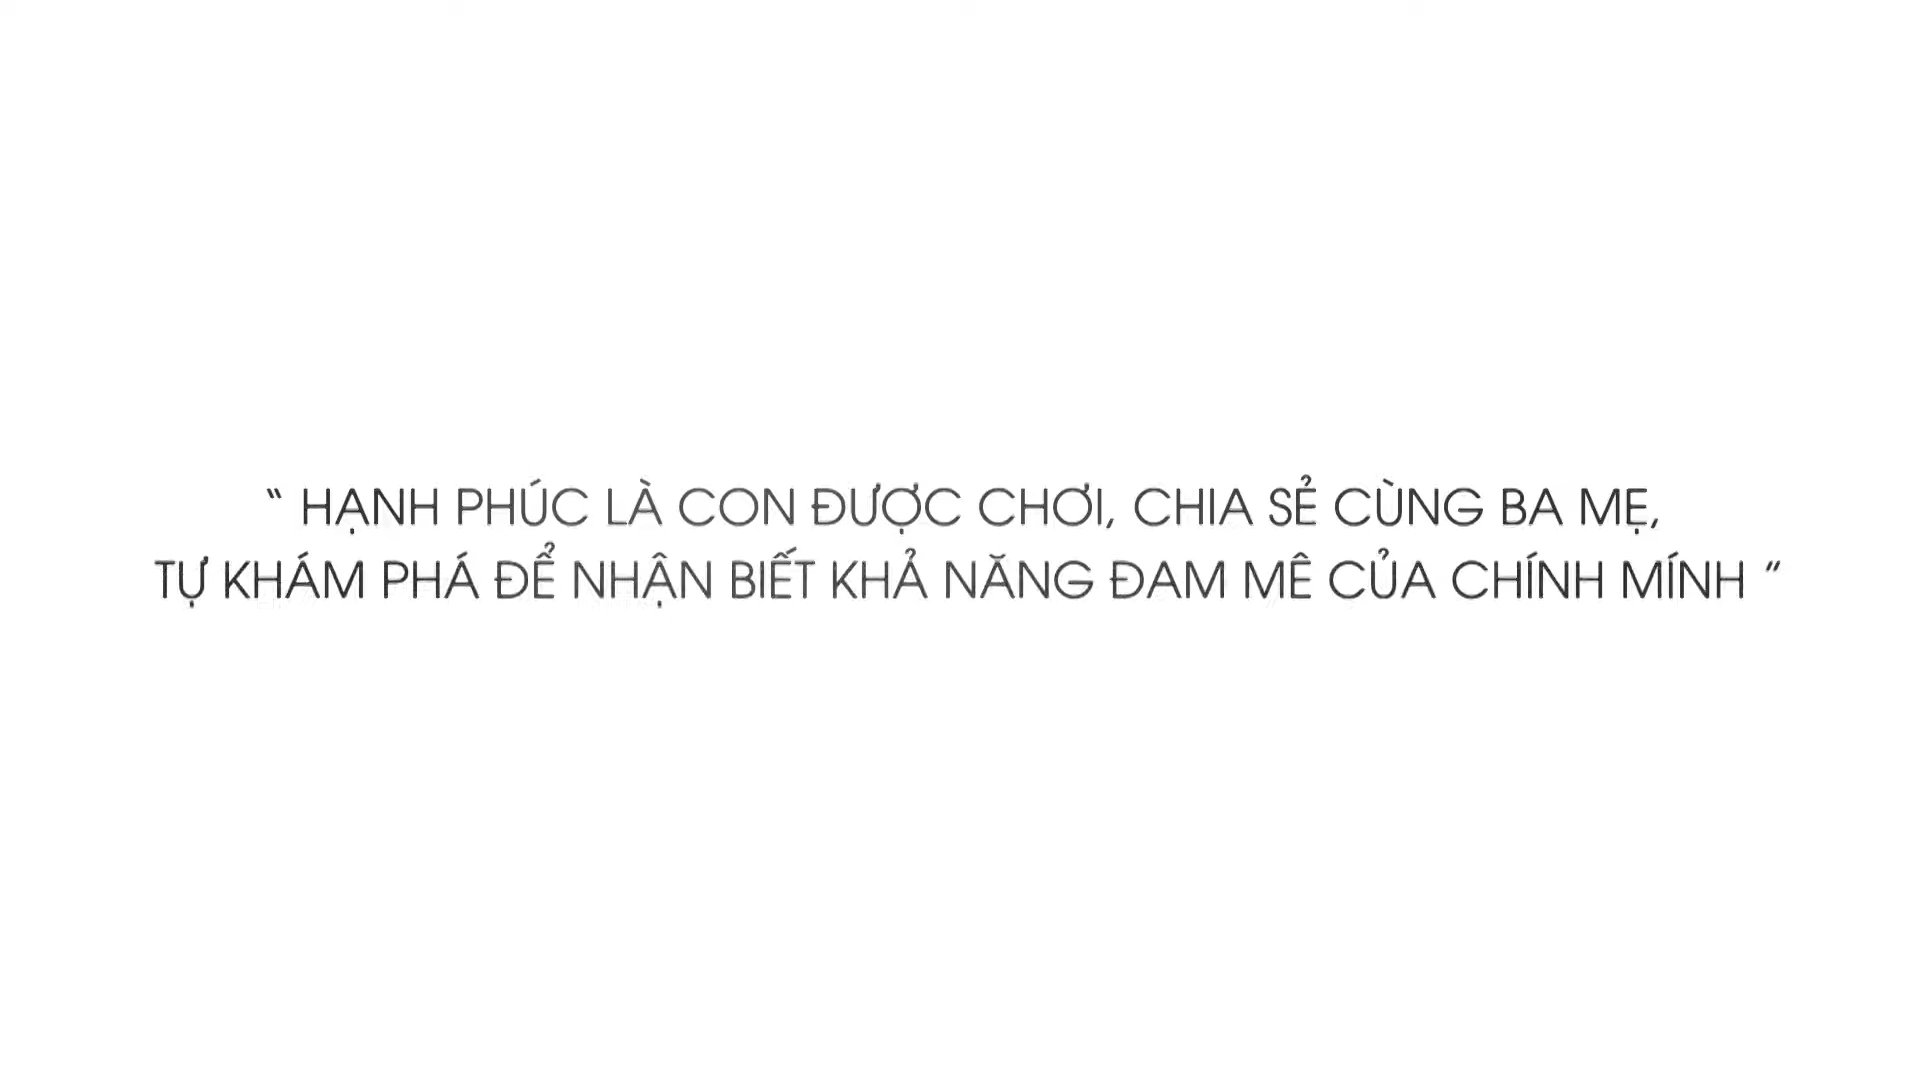 “ HẠNH PHÚC LÀ CON ĐƯỢC CHƠI, CHIA SẺ CÙNG BA MẸ,
TỰ KHÁM PHÁ ĐỂ NHẬN BIẾT KHẢ NĂNG ĐAM MÊ CỦA CHÍNH MÍNH “